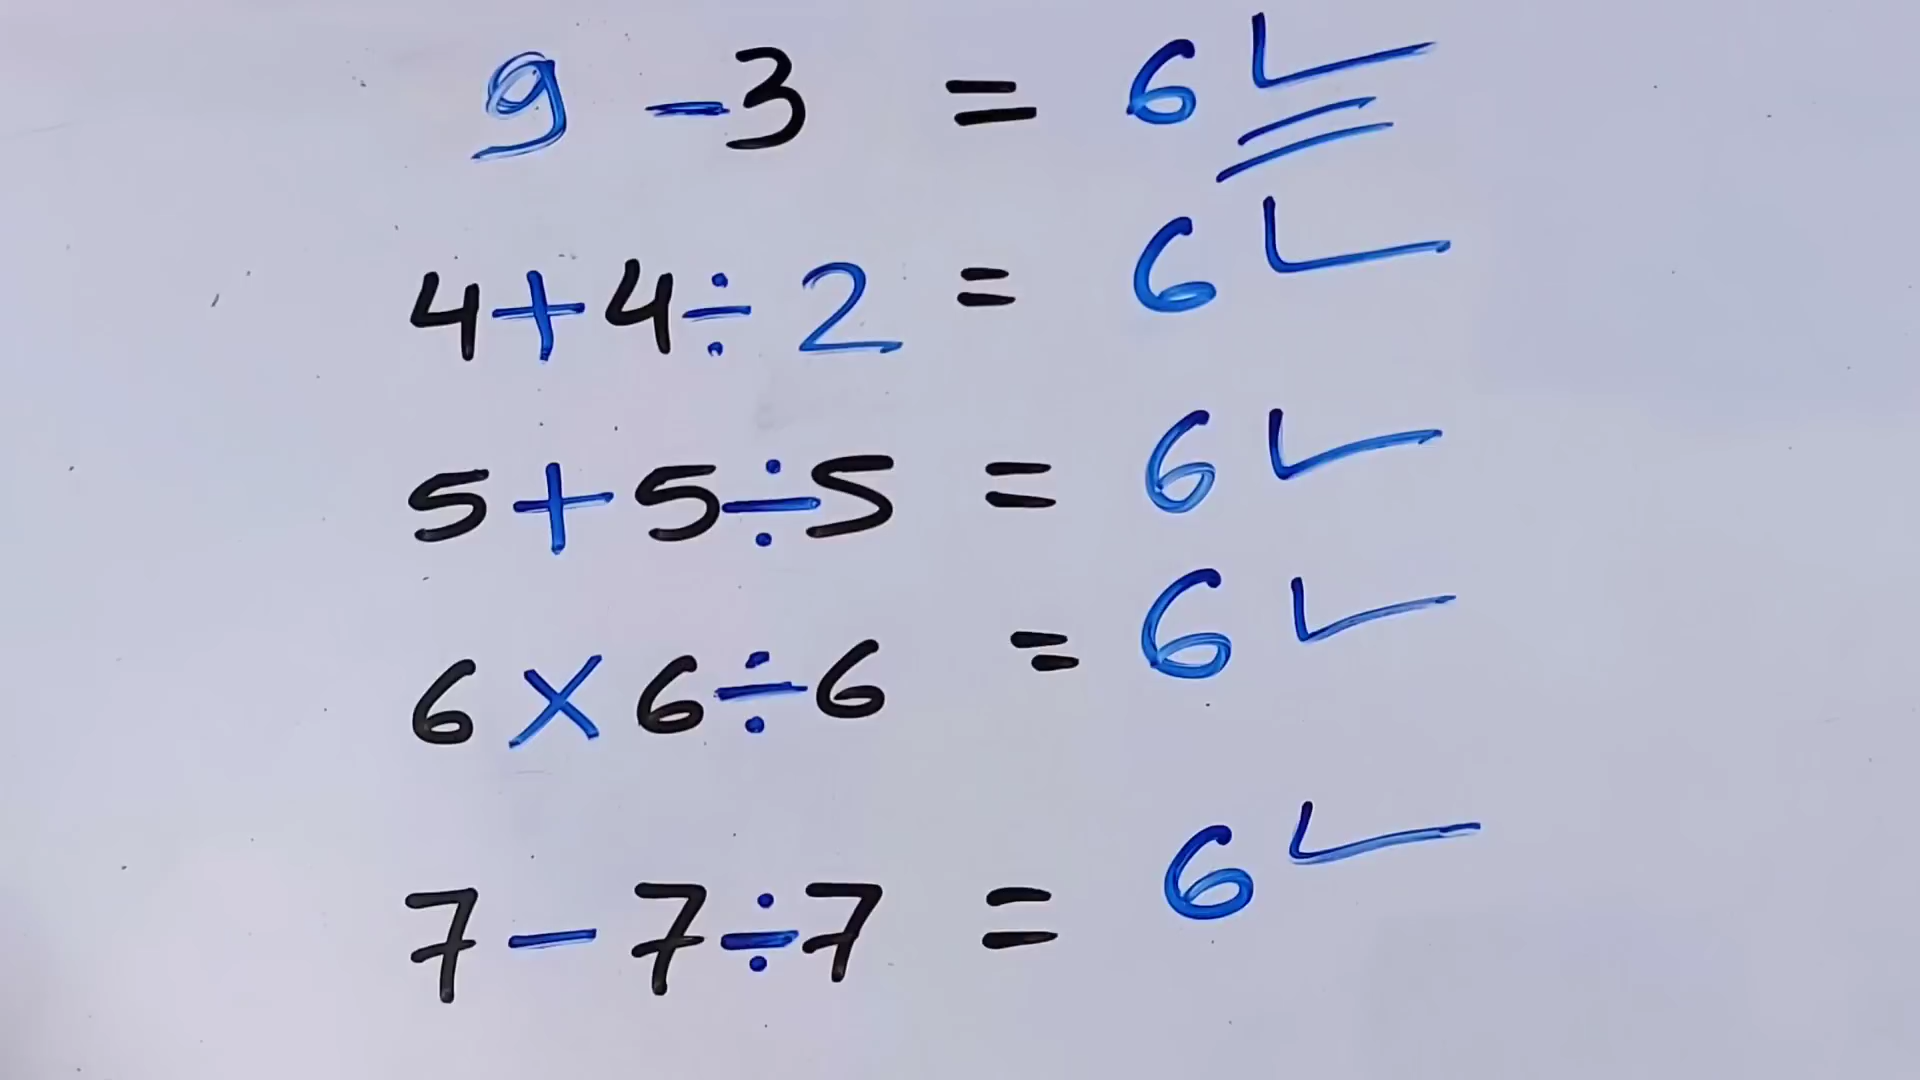 9 - 3 = 6 ✓
4 + 4 ÷ 2 = 6 ✓
5 + 5 ÷ 5 = 6 ✓
6 × 6 ÷ 6 = 6 ✓
7 - 7 ÷ 7 = 6 ✓